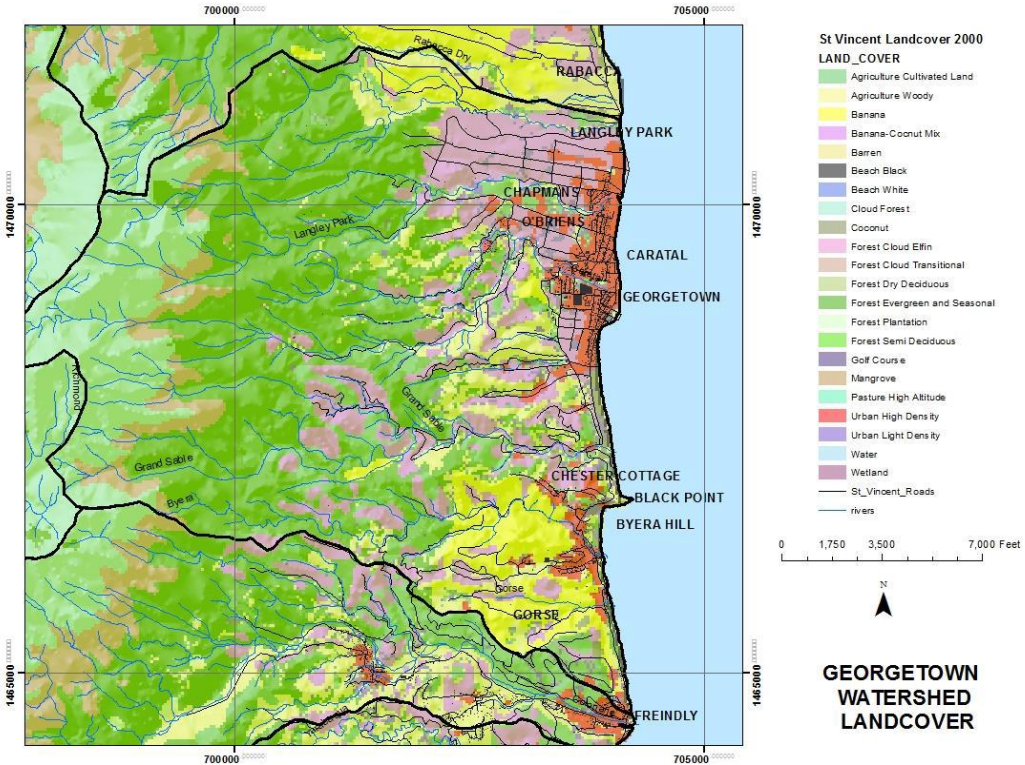 700000
705000
Rabacca Dry
RABACCA
LANGLEY PARK
1470000
1470000
CHAPMANS
O'BRIENS
Langley Park
CARATAL
GEORGETOWN
Richmond
Grand Sable
Grand Sable
CHESTER COTTAGE
BLACK POINT
Byera
BYERA HILL
Gorse
GORSE
1465000
1465000
FREINDLY
700000
705000
St Vincent Landcover 2000
LAND_COVER
Agriculture Cultivated Land
Agriculture Woody
Banana
Banana-Cocnut Mix
Barren
Beach Black
Beach White
Cloud Forest
Coconut
Forest Cloud Elfin
Forest Cloud Transitional
Forest Dry Deciduous
Forest Evergreen and Seasonal
Forest Plantation
Forest Semi Deciduous
Golf Course
Mangrove
Pasture High Altitude
Urban High Density
Urban Light Density
Water
Wetland
St_Vincent_Roads
rivers
0 1,750 3,500 7,000 Feet
N
GEORGETOWN
WATERSHED
LANDCOVER